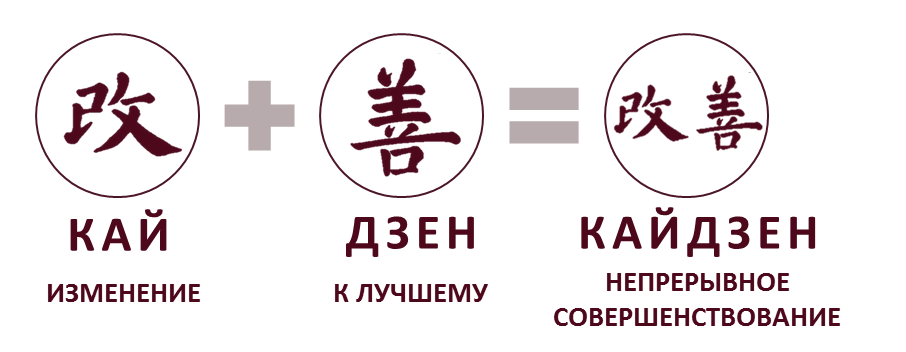 改 + 善 = 改善
КАЙ ДЗЕН КАЙДЗЕН
ИЗМЕНЕНИЕ К ЛУЧШЕМУ НЕПРЕРЫВНОЕ
СОВЕРШЕНСТВОВАНИЕ